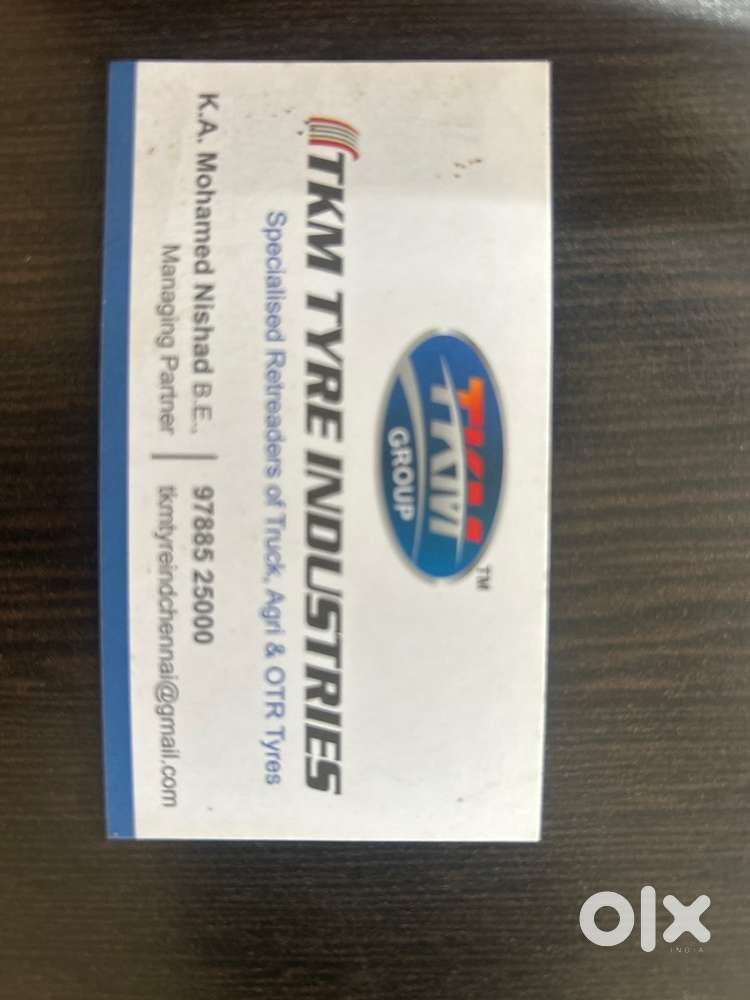 TKM TM
GROUP
TKM TYRE INDUSTRIES
Specialised Retreaders of Truck, Agri & OTR Tyres
K.A. Mohamed Nishad B.E., | 97885 25000
Managing Partner | tkmtyreindchennai@gmail.com
olx
INDIA